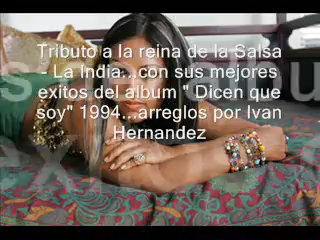 Tributo a la reina de la Salsa
- La India...con sus mejores
exitos del album " Dicen que
soy" 1994...arreglos por Ivan
Hernandez